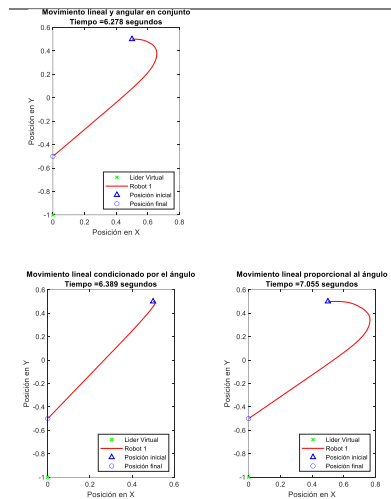 Movimiento lineal y angular en conjunto
Tiempo =6.278 segundos
0.6
0.4
0.2
0
-0.2
-0.4
-0.6
-0.8
-1
Posición en Y
Lider Virtual
Robot 1
Posición inicial
Posición final
0 0.2 0.4 0.6 0.8
Posición en X
Movimiento lineal condicionado por el ángulo
Tiempo =6.389 segundos
0.6
0.4
0.2
0
-0.2
-0.4
-0.6
-0.8
-1
Posición en Y
Lider Virtual
Robot 1
Posición inicial
Posición final
0 0.2 0.4 0.6
Posición en X
Movimiento lineal proporcional al ángulo
Tiempo =7.055 segundos
0.6
0.4
0.2
0
-0.2
-0.4
-0.6
-0.8
-1
Posición en Y
Lider Virtual
Robot 1
Posición inicial
Posición final
0 0.2 0.4 0.6 0.8
Posición en X